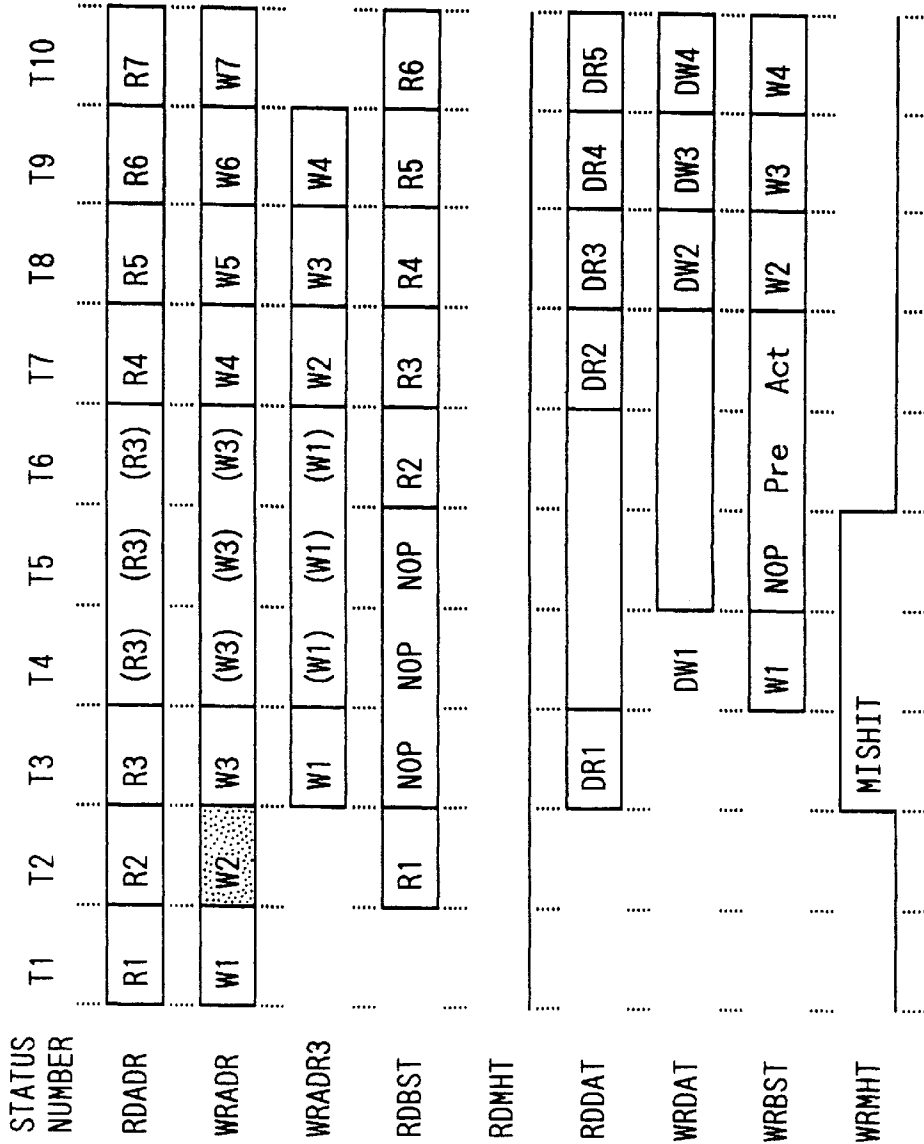 STATUS NUMBER T1 T2 T3 T4 T5 T6 T7 T8 T9 T10
RDADR R1 R2 R3 (R3) (R3) (R3) R4 R5 R6 R7
WRADR W1 W2 W3 (W3) (W3) (W3) W4 W5 W6 W7
WRADR3 W1 (W1) (W1) (W1) W2 W3 W4
RDBST R1 NOP NOP NOP R2 R3 R4 R5 R6
RDMHT
RDDAT DR1 DR2 DR3 DR4 DR5
WRDAT DW1 DW2 DW3 DW4
WRBST W1 NOP Pre Act W2 W3 W4
WRMHT MISHIT